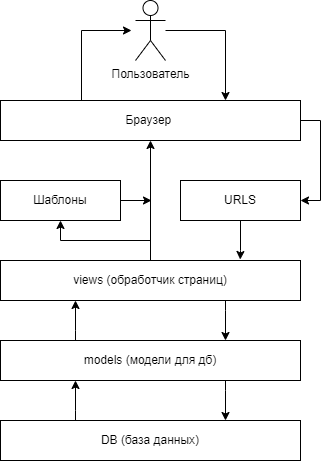 Пользователь
Браузер
Шаблоны
URLS
views (обработчик страниц)
models (модели для дб)
DB (база данных)